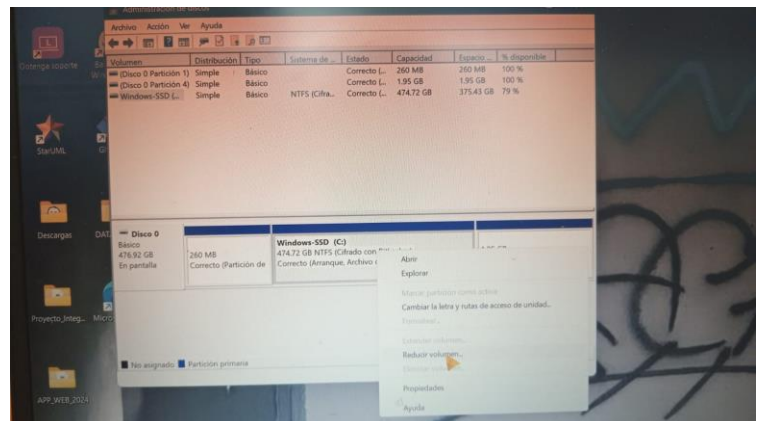 Administración de discos
Archivo Acción Ver Ayuda
Obtenga soporte
Volumen Distribución Tipo Sistema de ... Estado Capacidad Espacio ... % disponible
(Disco 0 Partición 1) Simple Básico Correcto (... 260 MB 260 MB 100 %
(Disco 0 Partición 4) Simple Básico Correcto (... 1.95 GB 1.95 GB 100 %
Windows-SSD (... Simple Básico NTFS (Cifra... Correcto (... 474.72 GB 375.43 GB 79 %
StarUML
Descargas
DAT
Disco 0
Básico
476.92 GB
En pantalla
260 MB
Correcto (Partición de
Windows-SSD (C:)
474.72 GB NTFS (Cifrado con
Correcto (Arranque, Archivo
Abrir
Explorar
Marcar partición como activa
Cambiar la letra y rutas de acceso de unidad...
Formatear...
Extender volumen...
Reducir volumen...
Eliminar
Propiedades
Ayuda
Proyecto_Integ...
Micro
No asignado Partición primaria
APP_WEB_2024